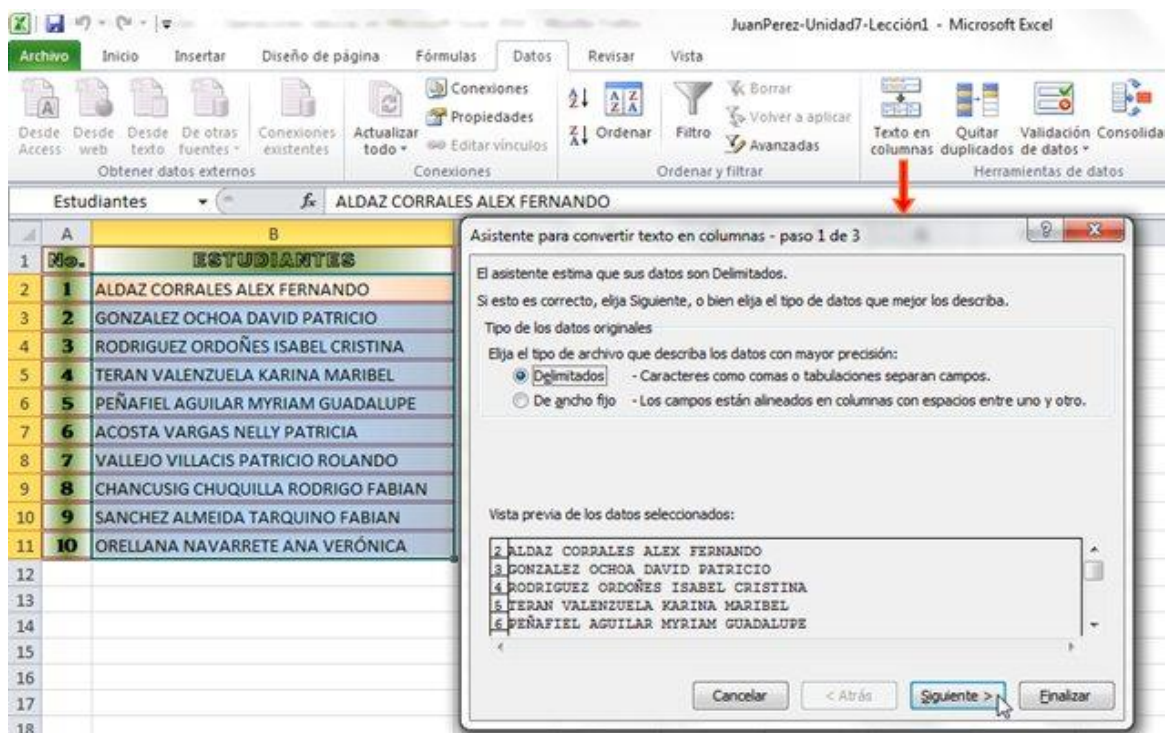 JuanPerez-Unidad7-Lección1 - Microsoft Excel
Archivo Inicio Insertar Diseño de página Fórmulas Datos Revisar Vista
Desde Access
Desde web
Desde texto
De otras fuentes
Conexiones existentes
Obtener datos externos
Actualizar todo
Conexiones
Propiedades
Editar vínculos
Conexiones
Ordenar
Filtro
Borrar
Volver a aplicar
Avanzadas
Ordenar y filtrar
Texto en columnas
Quitar duplicados
Validación de datos
Consolida
Herramientas de datos
Estudiantes fx ALDAZ CORRALES ALEX FERNANDO
A B
1 No. ESTUDIANTES
2 1 ALDAZ CORRALES ALEX FERNANDO
3 2 GONZALEZ OCHOA DAVID PATRICIO
4 3 RODRIGUEZ ORDOÑES ISABEL CRISTINA
5 4 TERAN VALENZUELA KARINA MARIBEL
6 5 PEÑAFIEL AGUILAR MYRIAM GUADALUPE
7 6 ACOSTA VARGAS NELLY PATRICIA
8 7 VALLEJO VILLACIS PATRICIO ROLANDO
9 8 CHANCUSIG CHUQUILLA RODRIGO FABIAN
10 9 SANCHEZ ALMEIDA TARQUINO FABIAN
11 10 ORELLANA NAVARRETE ANA VERÓNICA
12
13
14
15
16
17
18
Asistente para convertir texto en columnas - paso 1 de 3
El asistente estima que sus datos son Delimitados.
Si esto es correcto, elija Siguiente, o bien elija el tipo de datos que mejor los describa.
Tipo de los datos originales
Elija el tipo de archivo que describa los datos con mayor precisión:
Delimitados - Caracteres como comas o tabulaciones separan campos.
De ancho fijo - Los campos están alineados en columnas con espacios entre uno y otro.
Vista previa de los datos seleccionados:
2 ALDAZ CORRALES ALEX FERNANDO
3 GONZALEZ OCHOA DAVID PATRICIO
4 RODRIGUEZ ORDOÑES ISABEL CRISTINA
5 TERAN VALENZUELA KARINA MARIBEL
6 PEÑAFIEL AGUILAR MYRIAM GUADALUPE
Cancelar < Atrás Siguiente > Finalizar